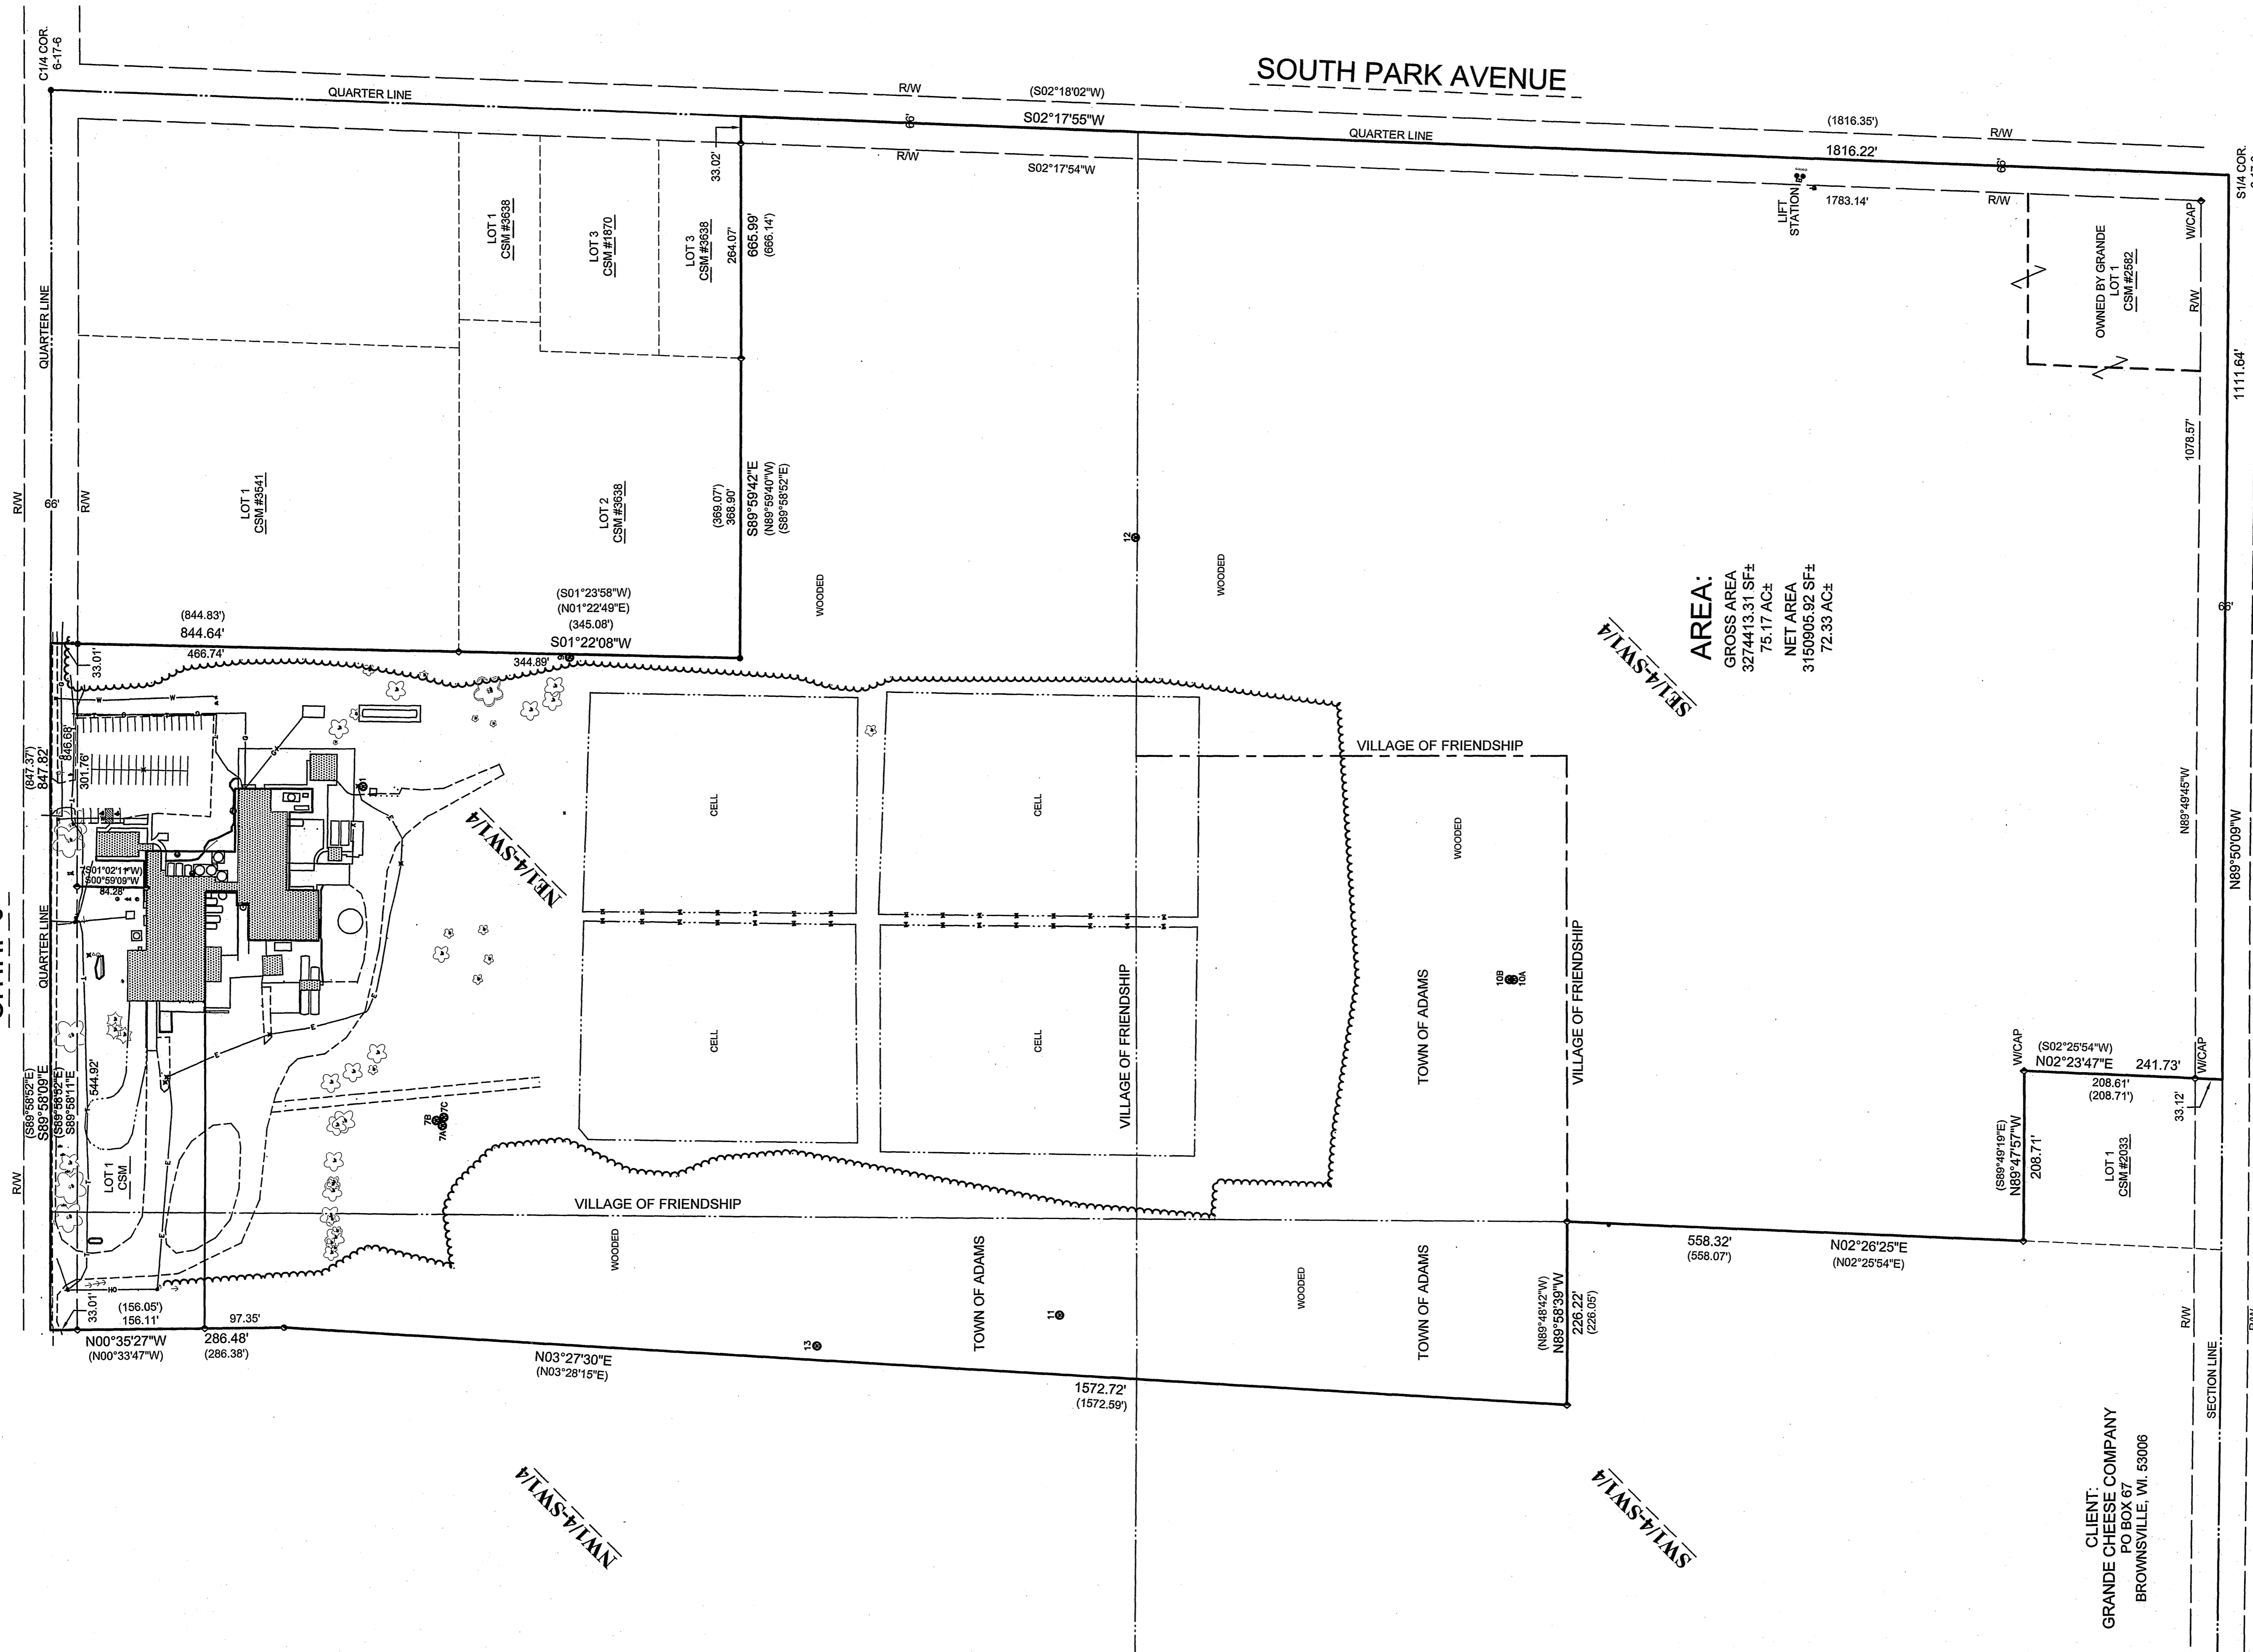 SOUTH PARK AVENUE
C1/4 COR.
6-17-6
QUARTER LINE
R/W
(S02°18'02"W)
66'
S02°17'55"W
R/W
S02°17'54"W
QUARTER LINE
(1816.35')
1816.22'
R/W
66'
R/W
1783.14'
LIFT
STATION
S1/4 COR.
W/CAP
R/W
OWNED BY GRANDE
LOT 1
CSM #2582
1111.64'
1078.57'
33.02'
264.07'
665.99'
(666.14')
LOT 1
CSM #3638
LOT 3
CSM #1870
LOT 3
CSM #3638
QUARTER LINE
R/W
66'
R/W
LOT 1
CSM #3541
LOT 2
CSM #3638
(369.07')
368.90'
S89°59'42"E
(N89°59'40"W)
(S89°58'52"E)
WOODED
12
WOODED
(844.83')
844.64'
466.74'
33.01'
(S01°23'58"W)
(N01°22'49"E)
(345.08')
S01°22'08"W
344.89'
9
SE1/4-SW1/4
AREA:
GROSS AREA
3274413.31 SF±
75.17 AC±
NET AREA
3150905.92 SF±
72.33 AC±
66'
N89°49'45"W
N89°50'09"W
(847.37')
847.82'
846.68'
301.76'
(S01°02'11"W)
S00°59'09"W
84.28'
1
NE1/4-SW1/4
CELL
CELL
CELL
CELL
VILLAGE OF FRIENDSHIP
WOODED
VILLAGE OF FRIENDSHIP
VILLAGE OF FRIENDSHIP
TOWN OF ADAMS
10B
10A
QUARTER LINE
(S89°58'52"E)
S89°58'09"E
(S89°58'52"E)
S89°58'11"E
544.92'
R/W
LOT 1
CSM
7B
7A
7C
VILLAGE OF FRIENDSHIP
WOODED
TOWN OF ADAMS
WOODED
TOWN OF ADAMS
W/CAP
(S02°25'54"W)
N02°23'47"E
241.73'
208.61'
(208.71')
W/CAP
33.12'
(S89°49'19"E)
N89°47'57"W
208.71'
LOT 1
CSM #2033
558.32'
(558.07')
N02°26'25"E
(N02°25'54"E)
(N89°48'42"W)
N89°58'39"W
226.22'
(226.05')
33.01'
(156.05')
156.11'
97.35'
N00°35'27"W
(N00°33'47"W)
286.48'
(286.38')
N03°27'30"E
(N03°28'15"E)
13
11
1572.72'
(1572.59')
R/W
SECTION LINE
R/W
NW1/4-SW1/4
SW1/4-SW1/4
CLIENT:
GRANDE CHEESE COMPANY
PO BOX 67
BROWNSVILLE, WI. 53006